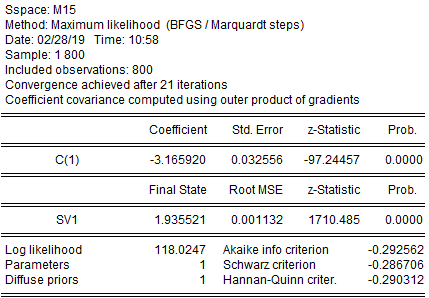 Sspace: M15
Method: Maximum likelihood (BFGS / Marquardt steps)
Date: 02/28/19 Time: 10:58
Sample: 1 800
Included observations: 800
Convergence achieved after 21 iterations
Coefficient covariance computed using outer product of gradients
Coefficient Std. Error z-Statistic Prob.
C(1) -3.165920 0.032556 -97.24457 0.0000
Final State Root MSE z-Statistic Prob.
SV1 1.935521 0.001132 1710.485 0.0000
Log likelihood 118.0247 Akaike info criterion -0.292562
Parameters 1 Schwarz criterion -0.286706
Diffuse priors 1 Hannan-Quinn criter. -0.290312